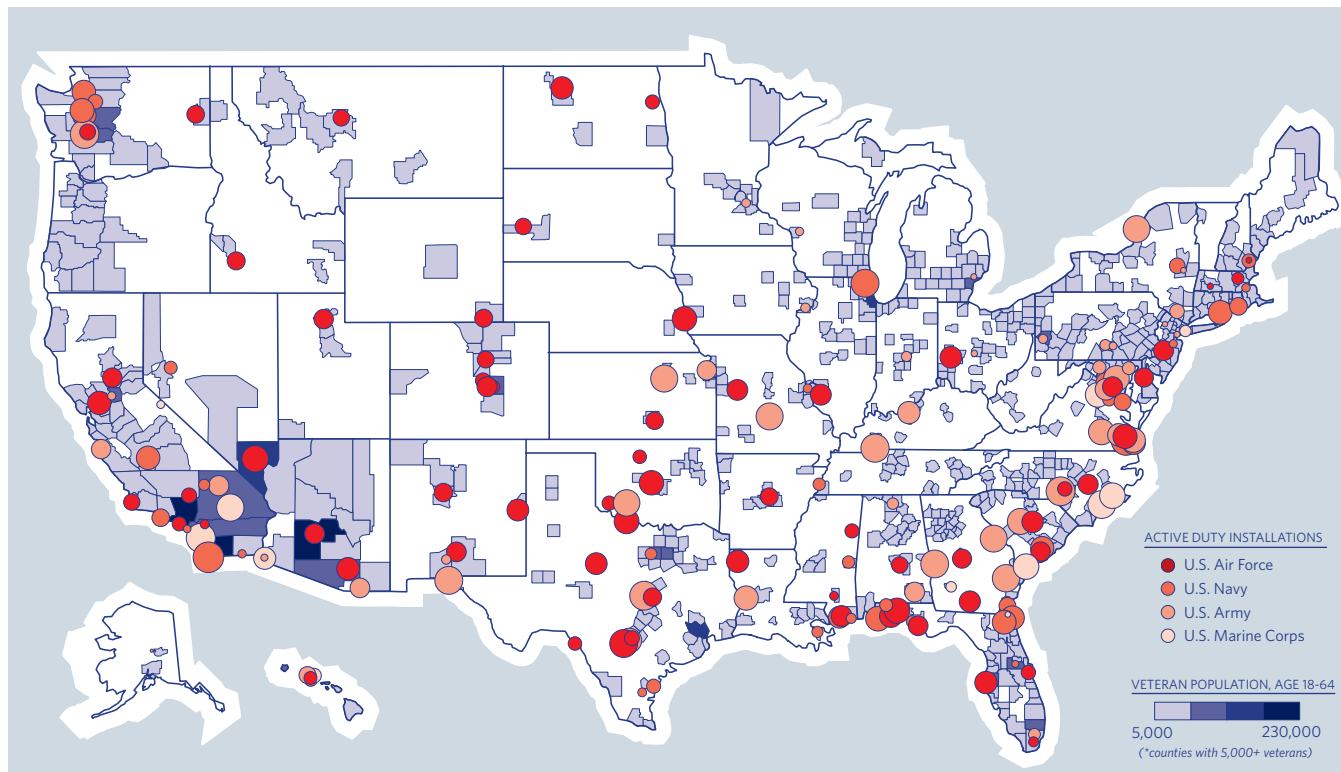 ACTIVE DUTY INSTALLATIONS
U.S. Air Force
U.S. Navy
U.S. Army
U.S. Marine Corps
VETERAN POPULATION, AGE 18-64
5,000 230,000
(*counties with 5,000+ veterans)